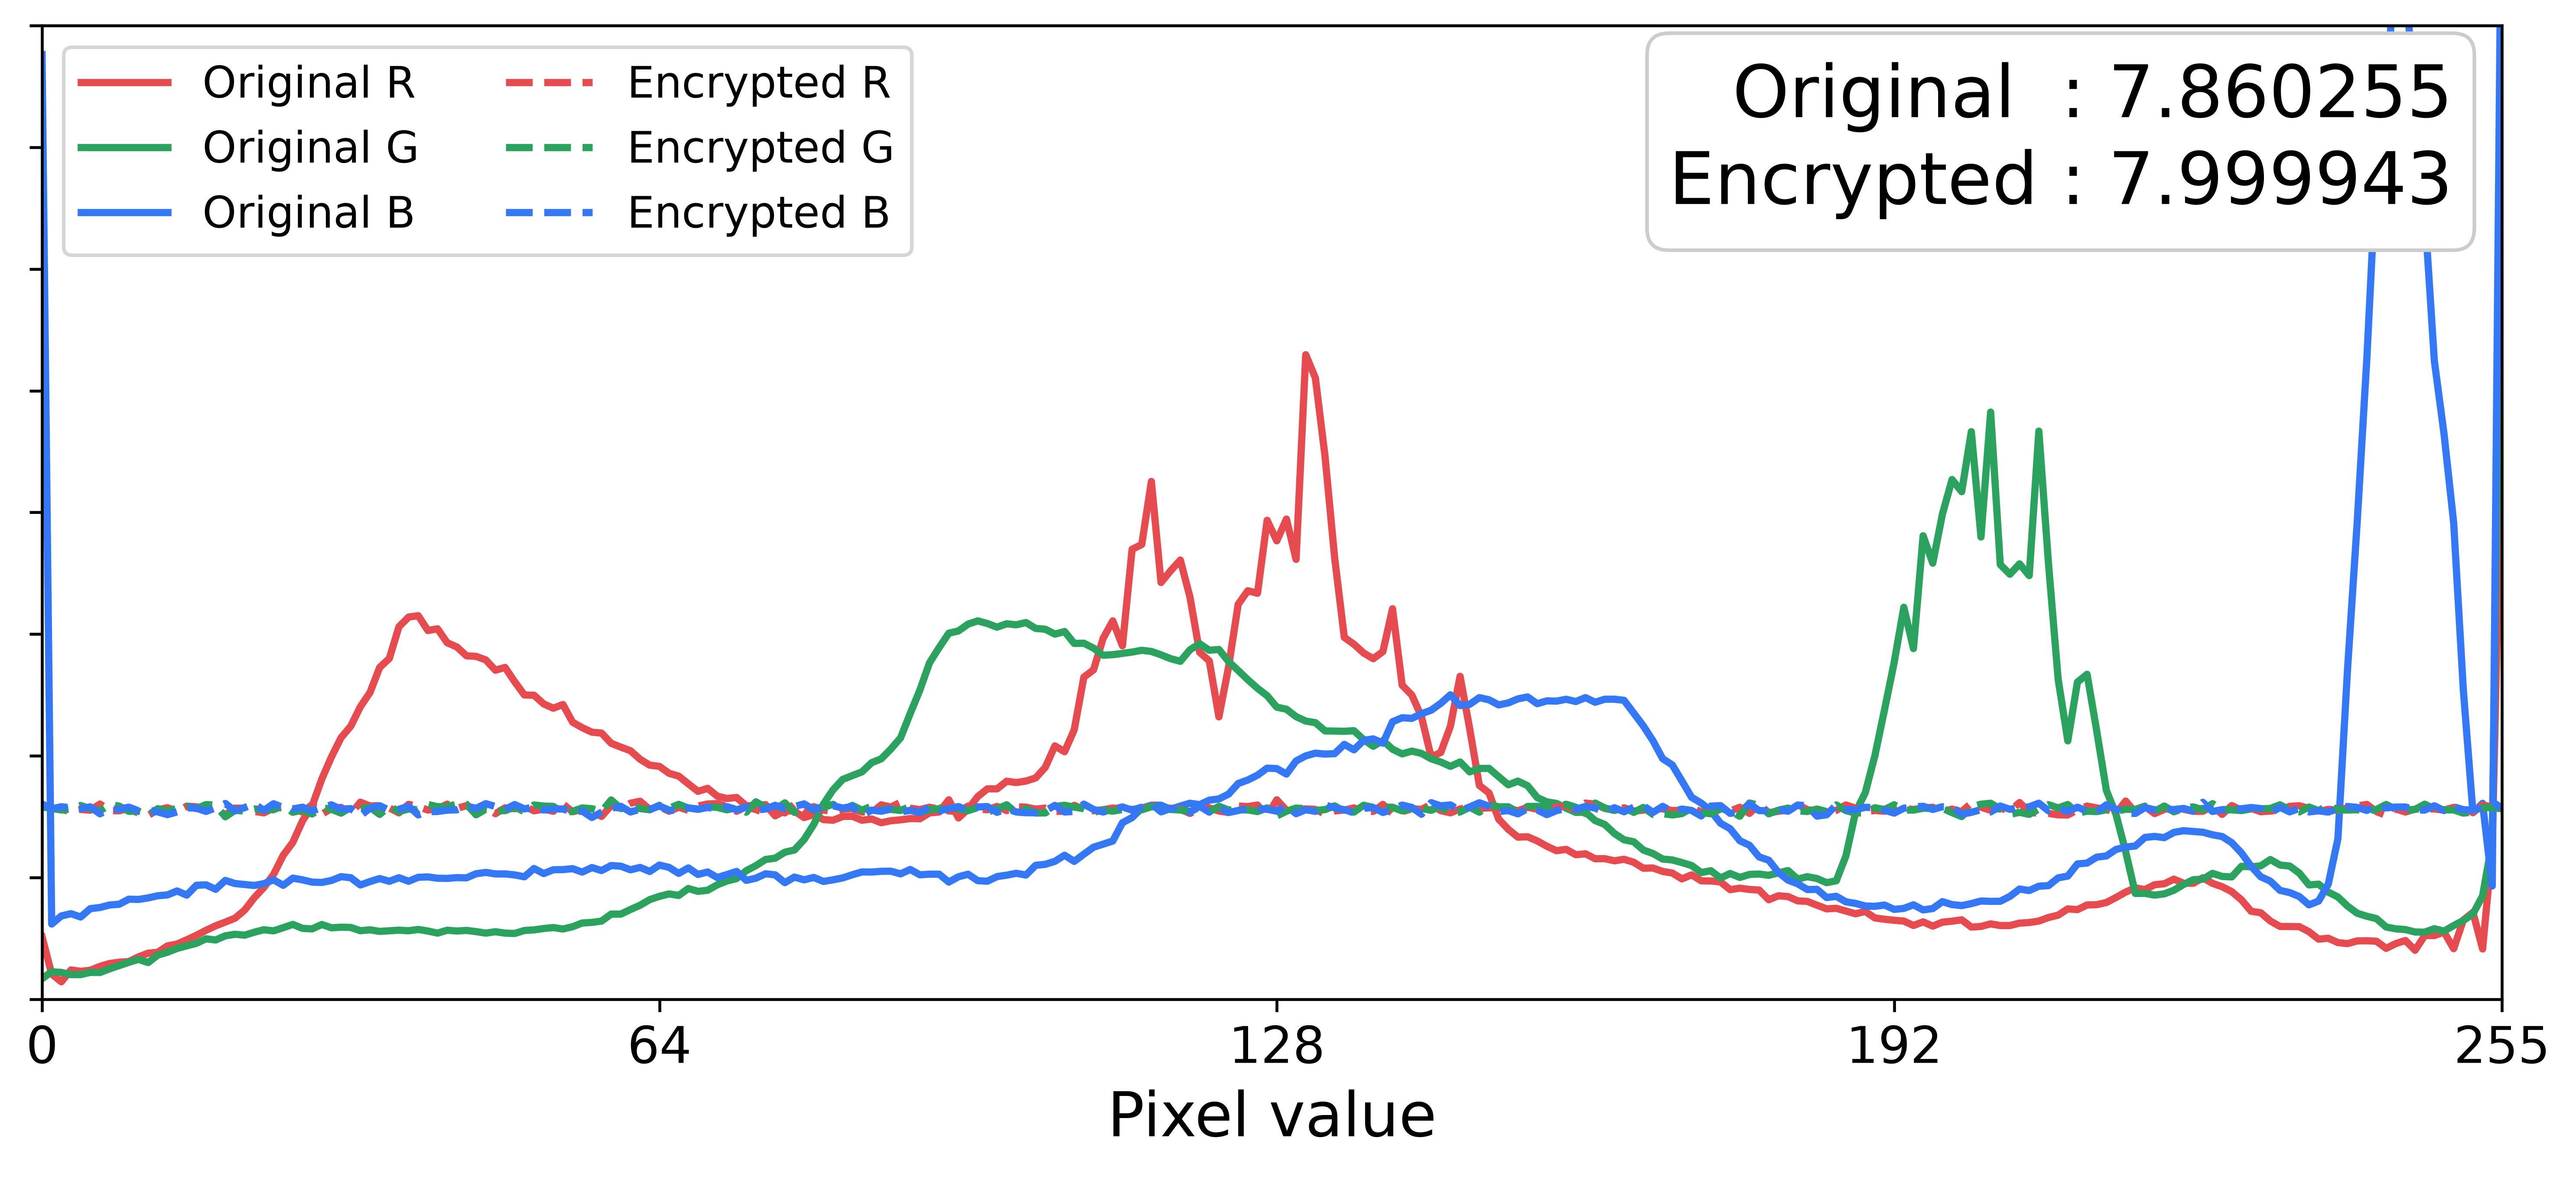 Original R
Original G
Original B
Encrypted R
Encrypted G
Encrypted B
Original : 7.860255
Encrypted : 7.999943
0 64 128 192 255
Pixel value